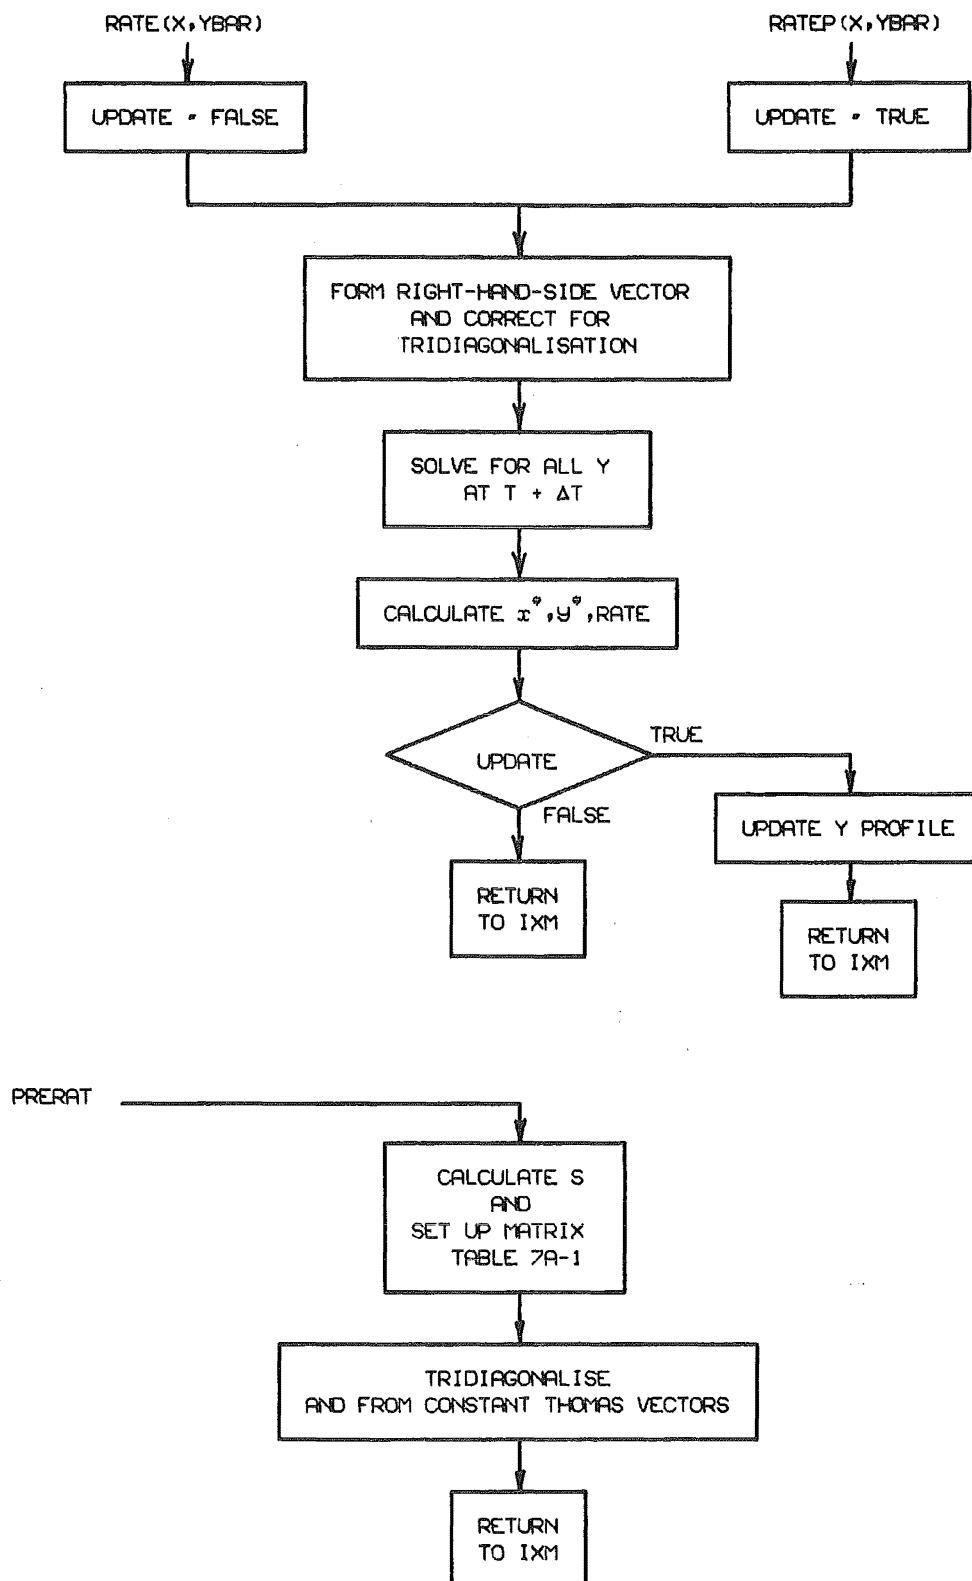 RATE(X,YBAR)
RATEP(X,YBAR)
UPDATE = FALSE
UPDATE = TRUE
FORM RIGHT-HAND-SIDE VECTOR
AND CORRECT FOR
TRIDIAGONALISATION
SOLVE FOR ALL Y
AT T + ΔT
CALCULATE x*,y*,RATE
UPDATE
TRUE
FALSE
UPDATE Y PROFILE
RETURN
TO IXM
RETURN
TO IXM
PRERAT
CALCULATE S
AND
SET UP MATRIX
TABLE 7A-1
TRIDIAGONALISE
AND FROM CONSTANT THOMAS VECTORS
RETURN
TO IXM